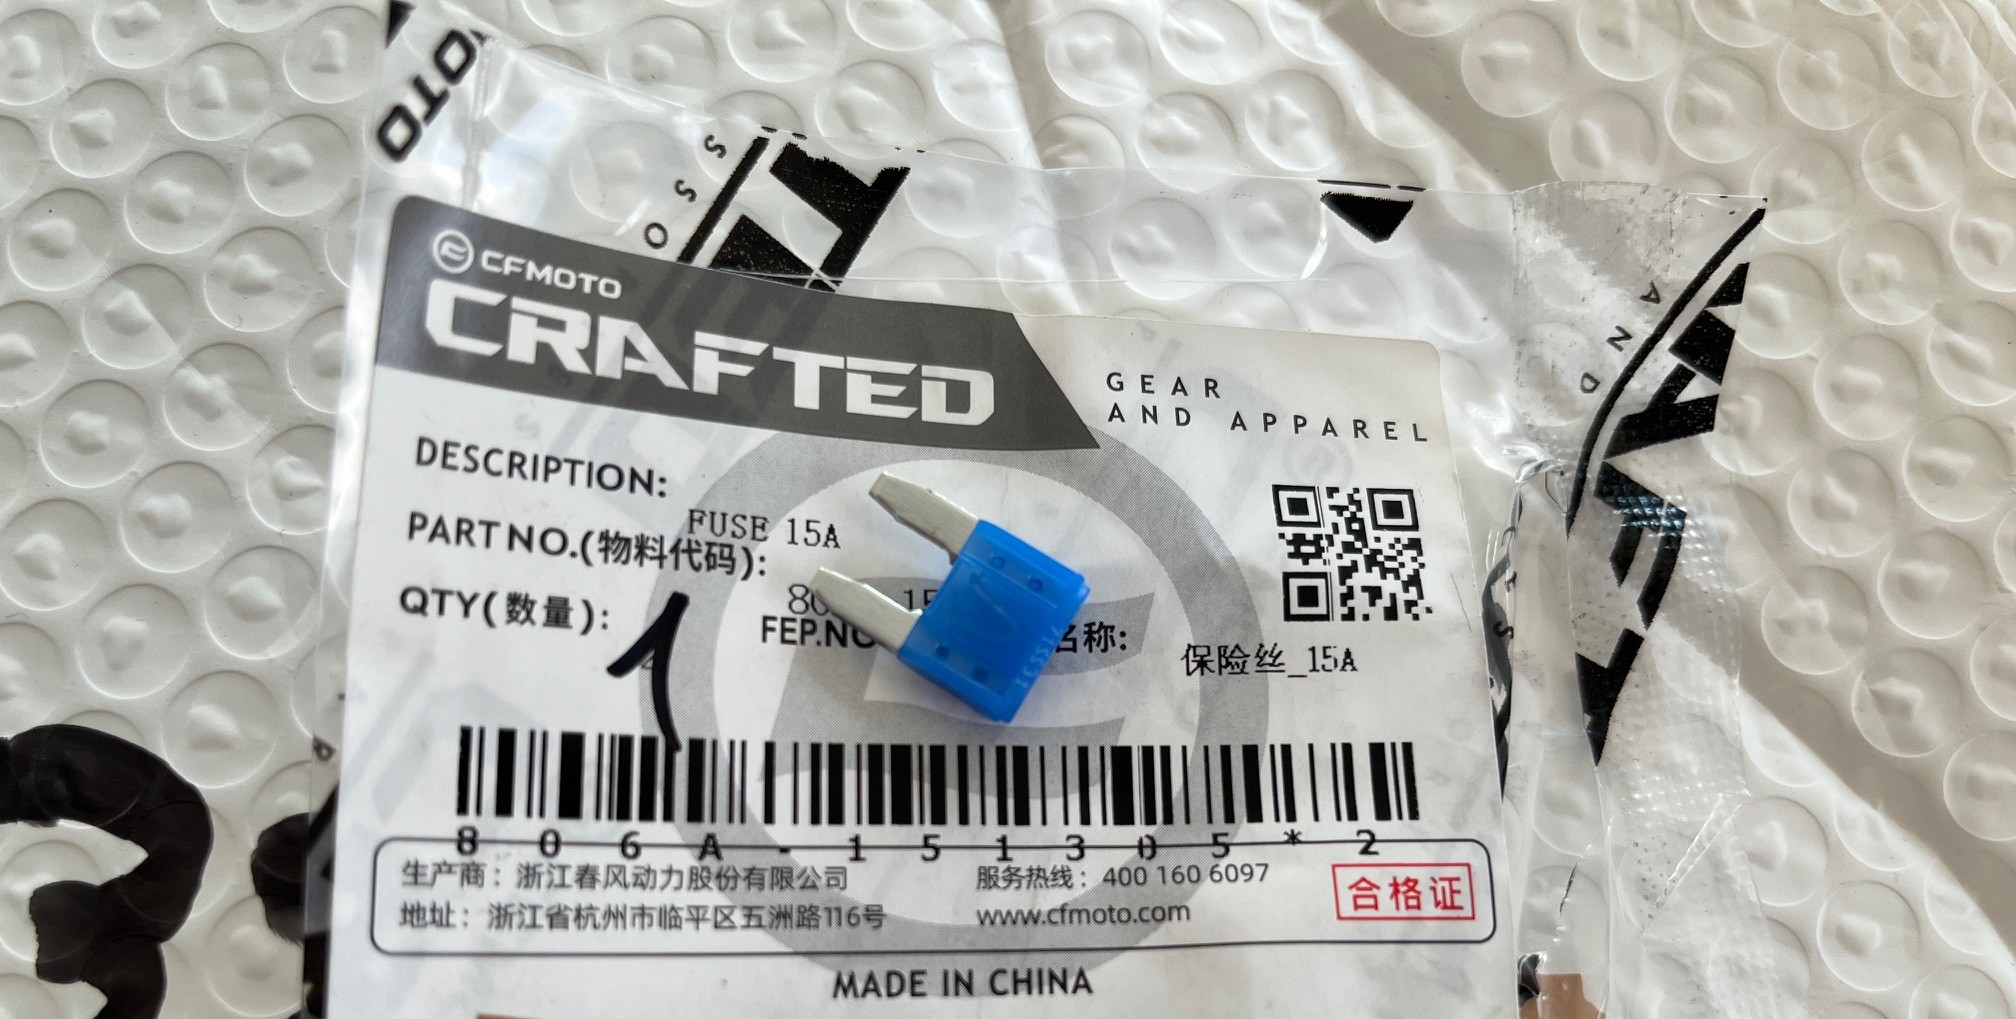 OTO
CFMOTO
CRAFTED
GEAR
AND APPAREL
DESCRIPTION:
FUSE 15A
PART NO.(物料代码):
QTY(数量):
1
FEP.NO
名称:
保险丝_15A
806A-151305*2
生产商：浙江春风动力股份有限公司
服务热线：400 160 6097
地址：浙江省杭州市临平区五洲路116号
www.cfmoto.com
合格证
MADE IN CHINA
AND